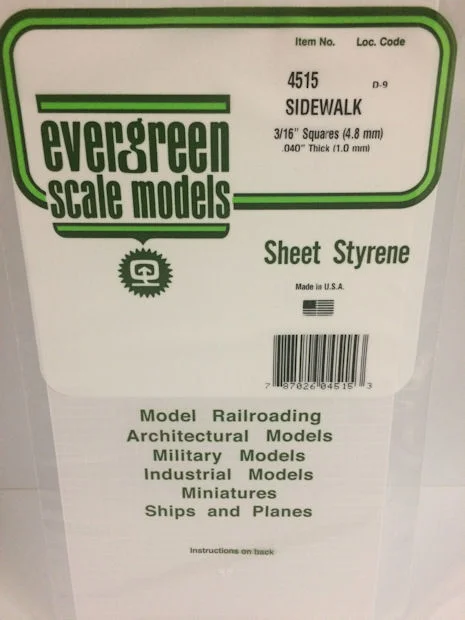 Item No. Loc. Code
4515 D-9
SIDEWALK
3/16" Squares (4.8 mm)
.040" Thick (1.0 mm)
evergreen
scale models
Sheet Styrene
Made in U.S.A.
7 87026 04515 3
Model Railroading
Architectural Models
Military Models
Industrial Models
Miniatures
Ships and Planes
Instructions on back